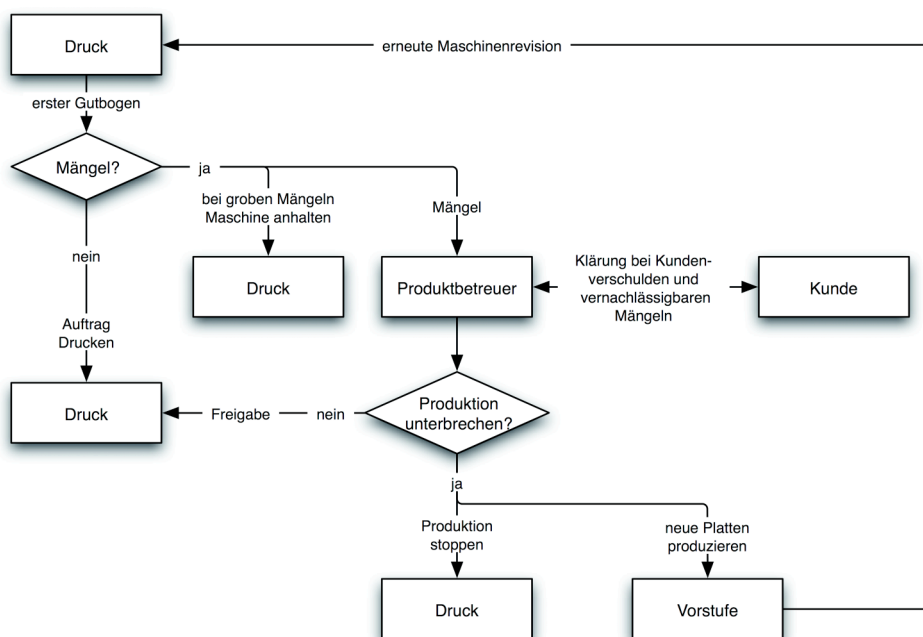 Druck
erneute Maschinenrevision
erster Gutbogen
Mängel?
ja
bei groben Mängeln
Maschine anhalten
Mängel
nein
Druck
Produktbetreuer
Klärung bei Kunden-
verschulden und
vernachlässigbaren
Mängeln
Kunde
Auftrag
Drucken
Druck
Freigabe
nein
Produktion
unterbrechen?
ja
Produktion
stoppen
neue Platten
produzieren
Druck
Vorstufe